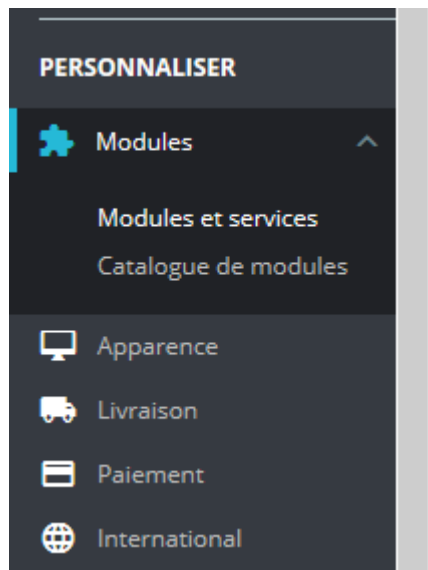 PERSONNALISER
Modules
Modules et services
Catalogue de modules
Apparence
Livraison
Paiement
International